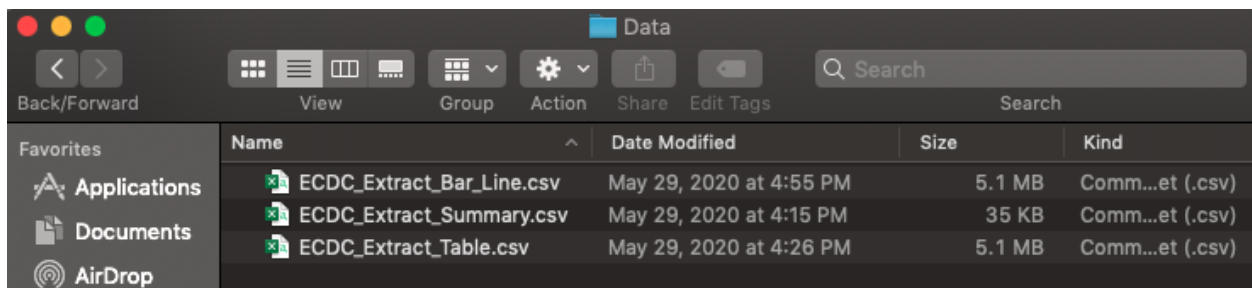 Data
Search
Back/Forward View Group Action Share Edit Tags Search
Favorites Name Date Modified Size Kind
Applications ECDC_Extract_Bar_Line.csv May 29, 2020 at 4:55 PM 5.1 MB Comm...et (.csv)
Documents ECDC_Extract_Summary.csv May 29, 2020 at 4:15 PM 35 KB Comm...et (.csv)
ECDC_Extract_Table.csv May 29, 2020 at 4:26 PM 5.1 MB Comm...et (.csv)
AirDrop